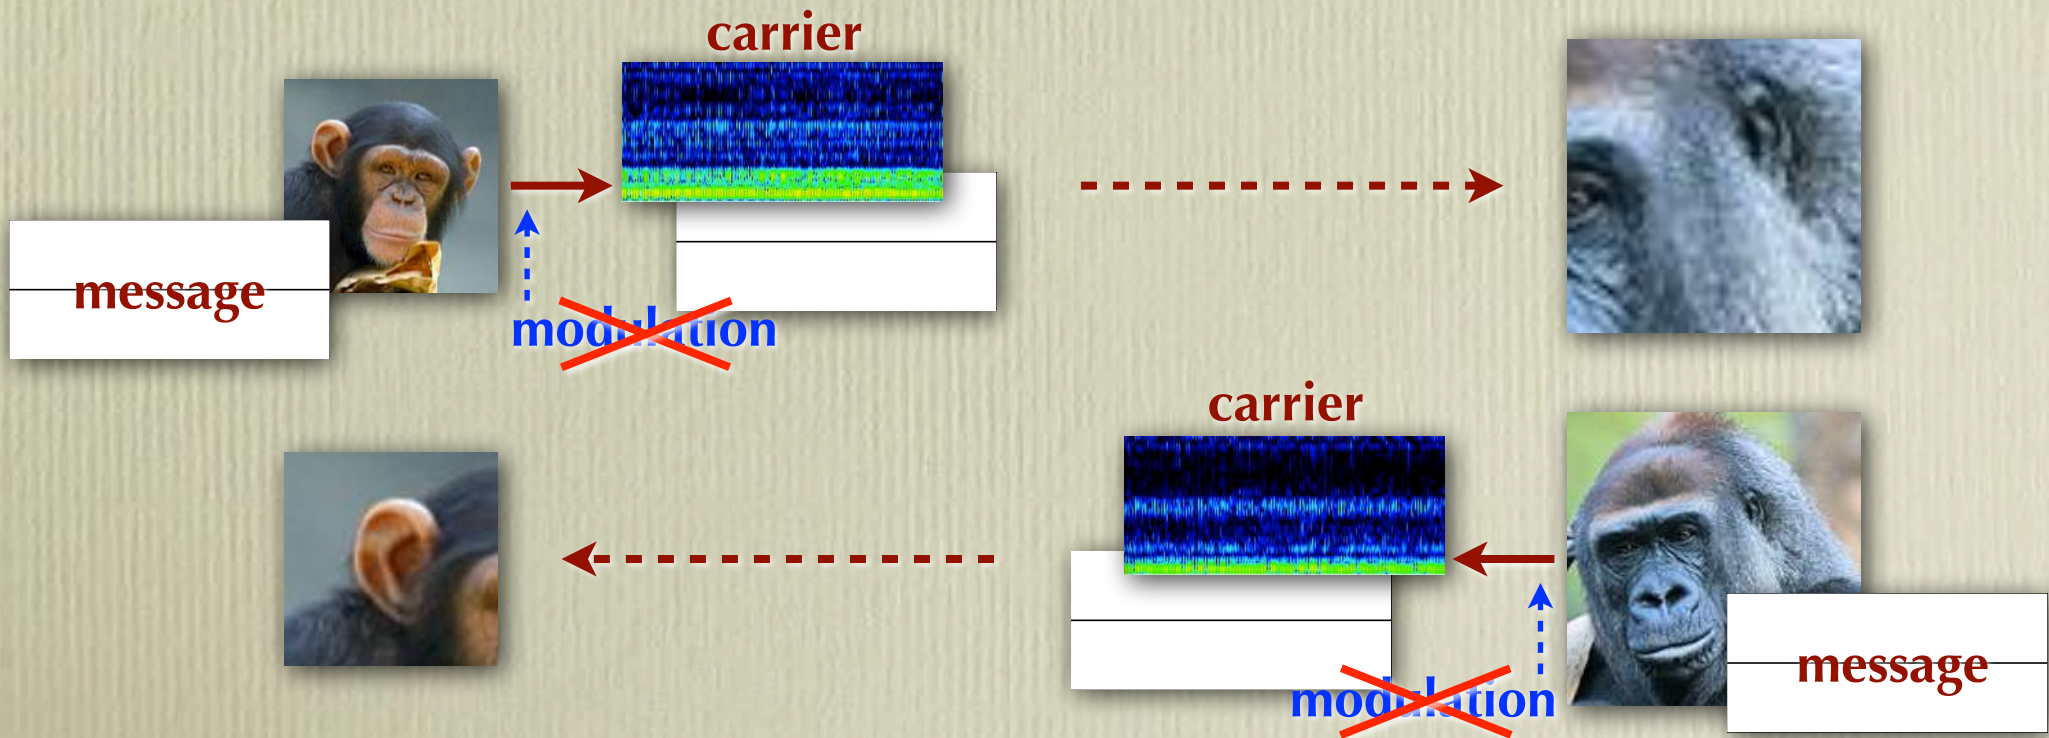 carrier
message
modulation
carrier
message
modulation